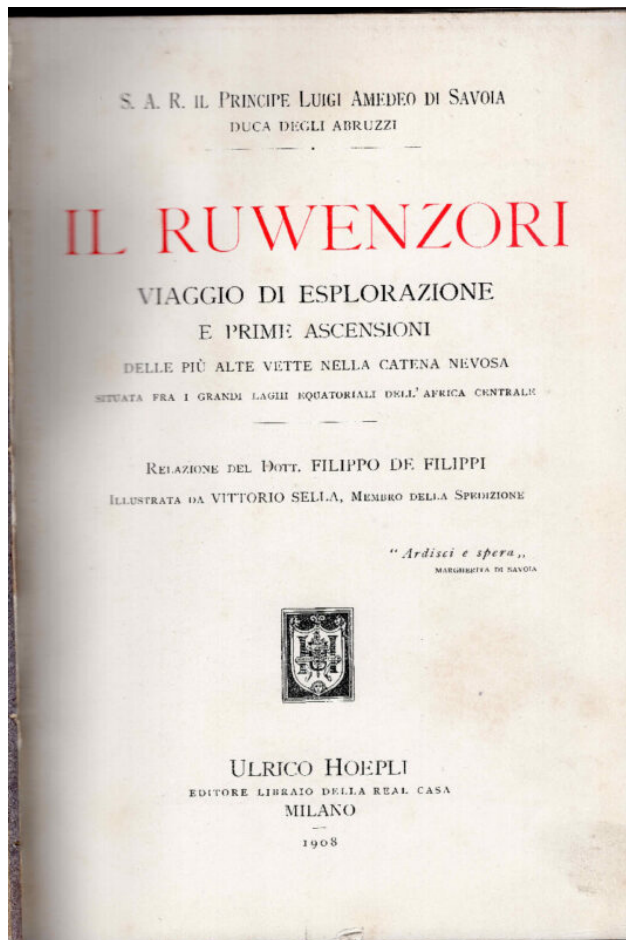 S. A. R. IL PRINCIPE LUIGI AMEDEO DI SAVOIA
DUCA DEGLI ABRUZZI
IL RUWENZORI
VIAGGIO DI ESPLORAZIONE
E PRIME ASCENSIONI
DELLE PIÙ ALTE VETTE NELLA CATENA NEVOSA
SITUATA FRA I GRANDI LAGHI EQUATORIALI DELL' AFRICA CENTRALE
RELAZIONE DEL DOTT. FILIPPO DE FILIPPI
ILLUSTRATA DA VITTORIO SELLA, MEMBRO DELLA SPEDIZIONE
“Ardisci e spera„
MARGHERITA DI SAVOIA
ULRICO HOEPLI
EDITORE LIBRAIO DELLA REAL CASA
MILANO
1908